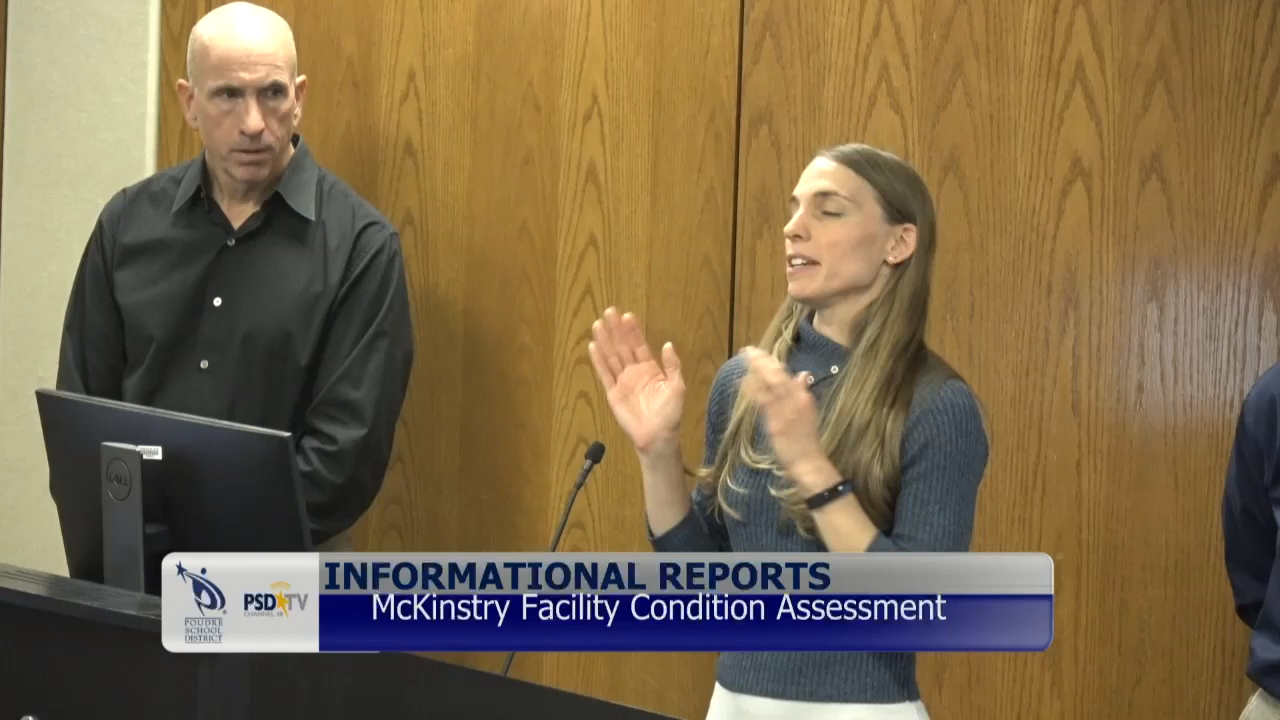 INFORMATIONAL REPORTS
McKinstry Facility Condition Assessment
POUDRE
SCHOOL
DISTRICT
PSD TV
DELL